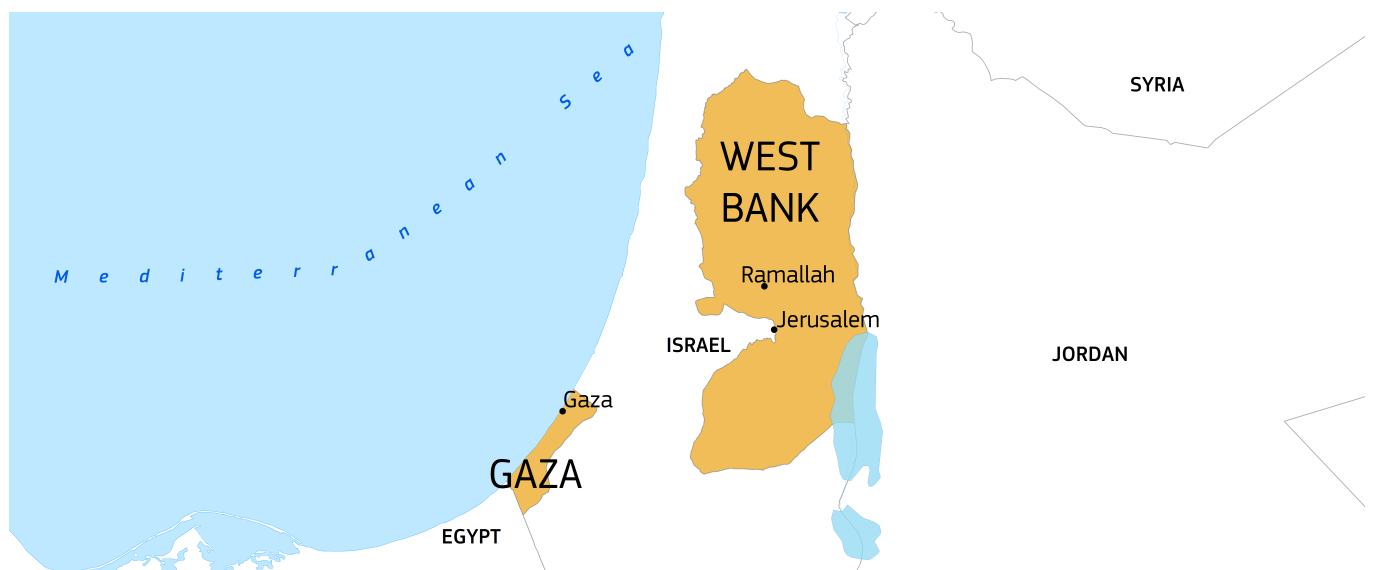 Mediterranean Sea
SYRIA
WEST
BANK
Ramallah
Jerusalem
ISRAEL
JORDAN
Gaza
GAZA
EGYPT